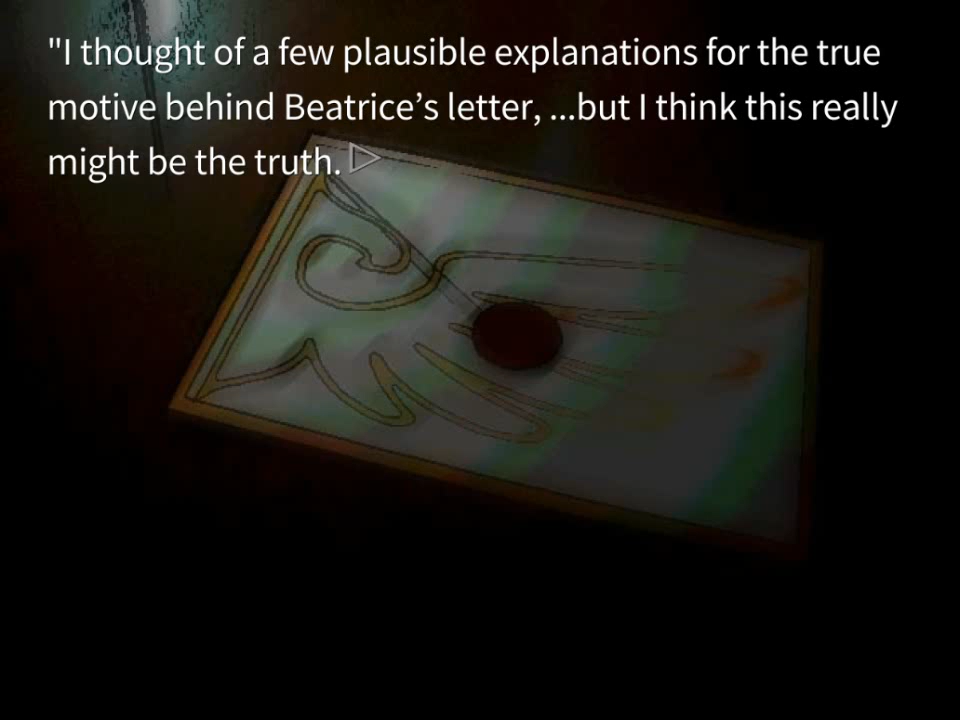 "I thought of a few plausible explanations for the true
motive behind Beatrice’s letter, ...but I think this really
might be the truth.